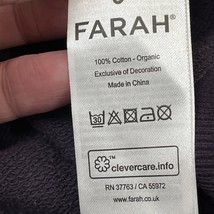 FARAH®
100% Cotton - Organic
Exclusive of Decoration
Made in China
30
™
clevercare.info
RN 37763 / CA 55972
www.farah.co.uk